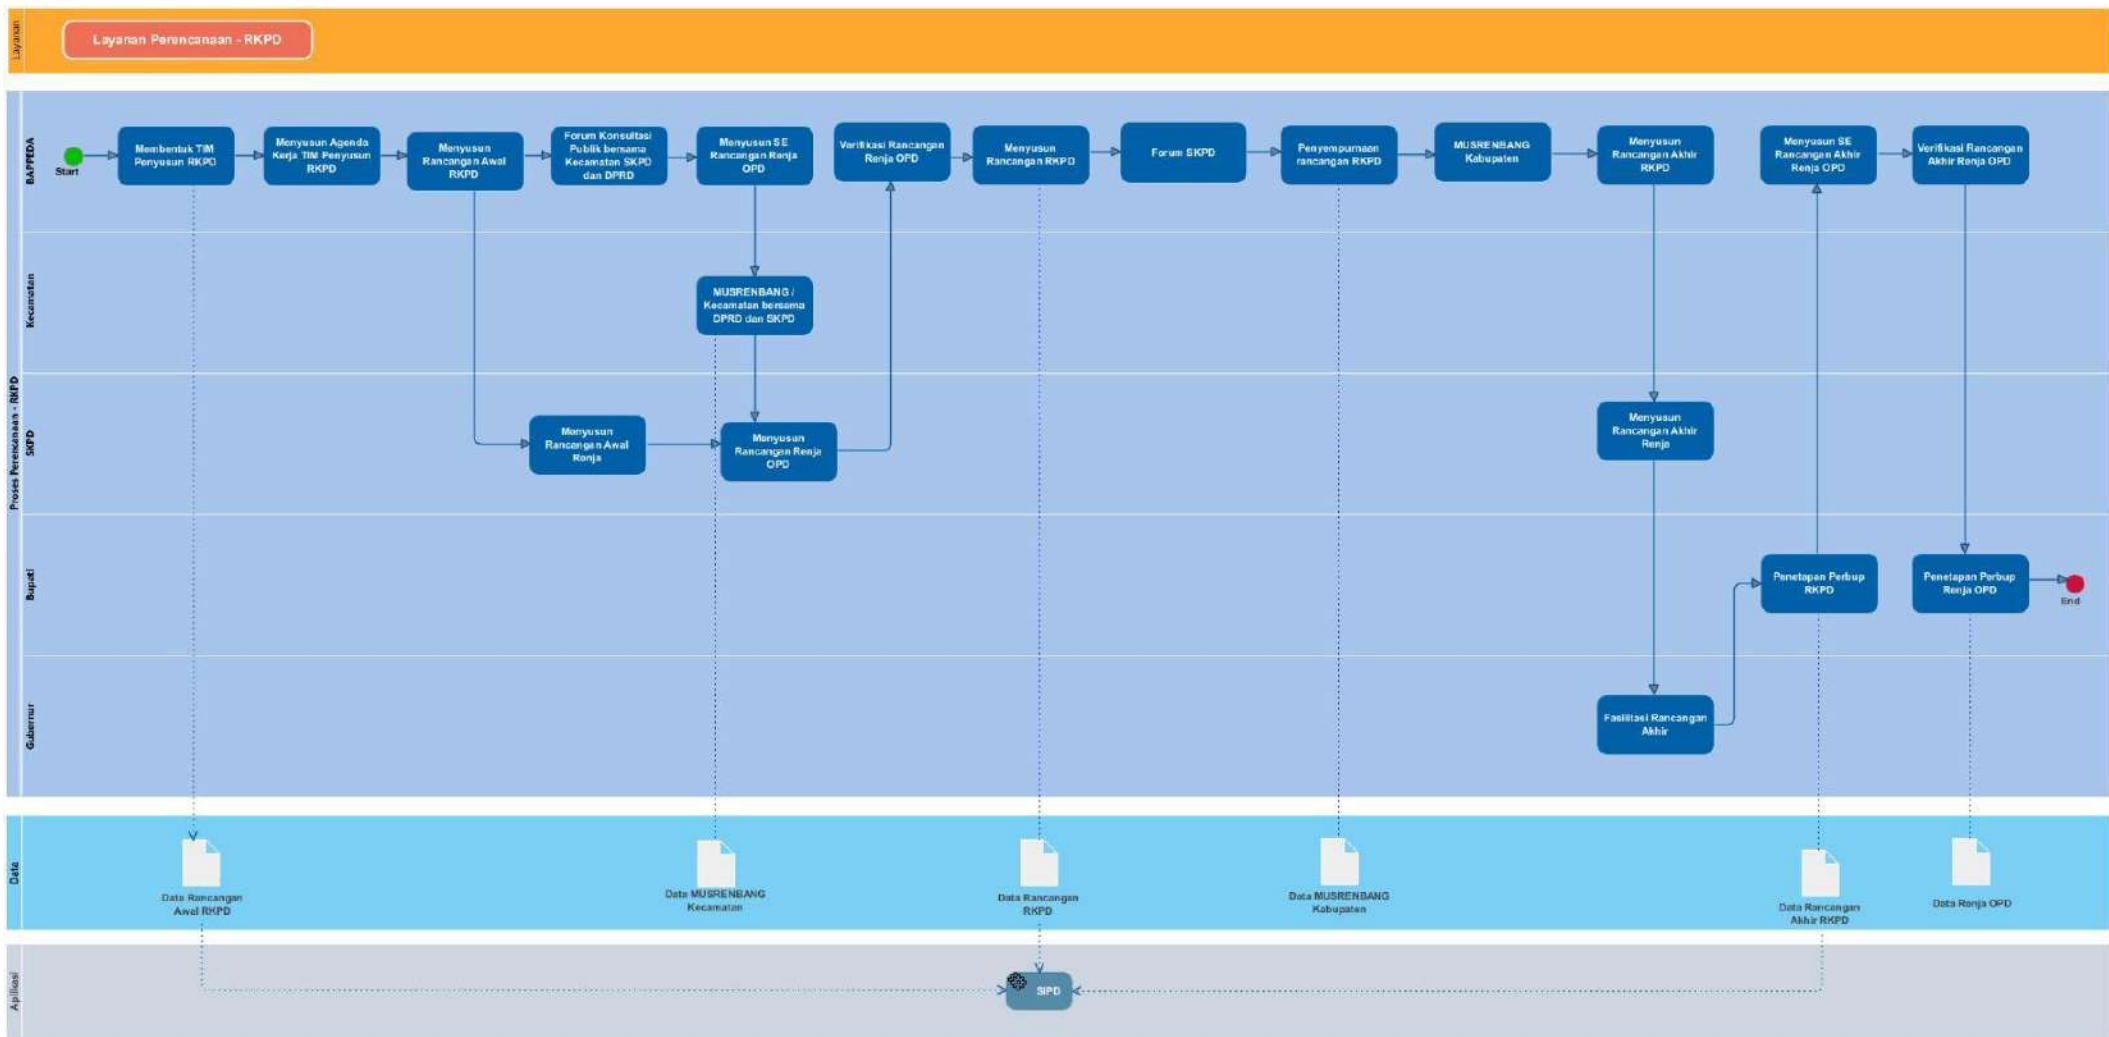 Layanan
Layanan Perencanaan - RKPD
Proses Perencanaan - RKPD
BAPPEDA
Start
Membentuk TIM
Penyusun RKPD
Menyusun Agenda
Kerja TIM Penyusun
RKPD
Menyusun
Rancangan Awal
RKPD
Forum Konsultasi
Publik bersama
Kecamatan SKPD
dan DPRD
Menyusun SE
Rancangan Renja
OPD
Verifikasi Rancangan
Renja OPD
Menyusun
Rancangan RKPD
Forum SKPD
Penyempurnaan
rancangan RKPD
MUSRENBANG
Kabupaten
Menyusun
Rancangan Akhir
RKPD
Menyusun SE
Rancangan Akhir
Renja OPD
Verifikasi Rancangan
Akhir Renja OPD
Kecamatan
MUSRENBANG /
Kecamatan bersama
DPRD dan SKPD
SKPD
Menyusun
Rancangan Awal
Renja
Menyusun
Rancangan Renja
OPD
Menyusun
Rancangan Akhir
Renja
Bupati
Penetapan Perbup
RKPD
Penetapan Perbup
Renja OPD
End
Gubernur
Fasilitasi Rancangan
Akhir
Data
Data Rancangan
Awal RKPD
Data MUSRENBANG
Kecamatan
Data Rancangan
RKPD
Data MUSRENBANG
Kabupaten
Data Rancangan
Akhir RKPD
Data Renja OPD
Aplikasi
SIPD